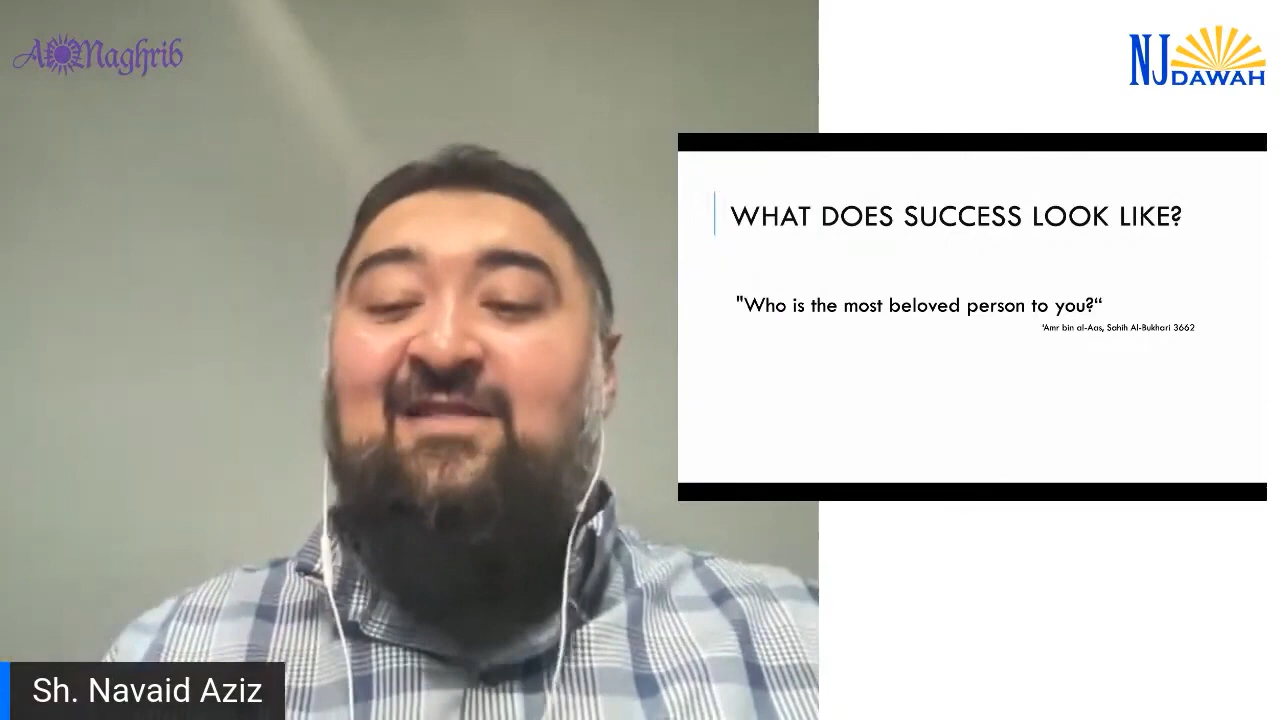 AlMaghrib
NJ
DAWAH
WHAT DOES SUCCESS LOOK LIKE?
"Who is the most beloved person to you?“
‘Amr bin al-Aas, Sahih Al-Bukhari 3662
Sh. Navaid Aziz